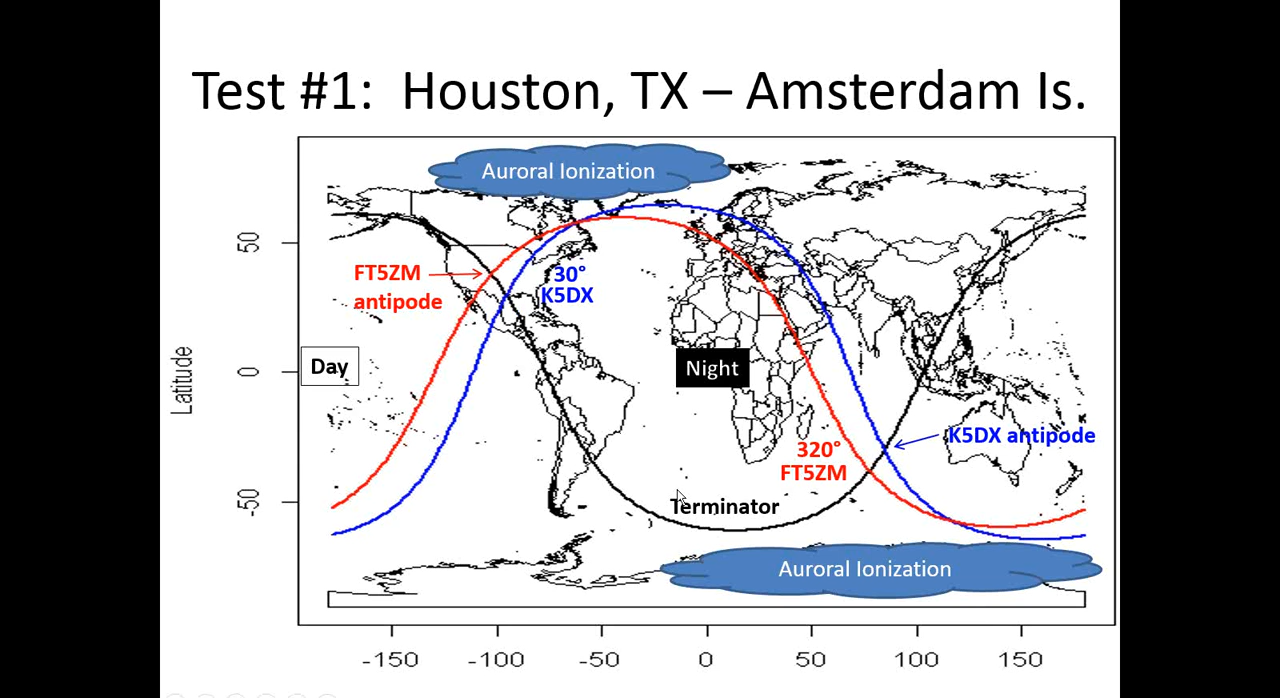 Test #1:  Houston, TX – Amsterdam Is.
Auroral Ionization
50
FT5ZM
antipode
30°
K5DX
Day
Night
Latitude
0
K5DX antipode
320°
FT5ZM
-50
Terminator
Auroral Ionization
-150 -100 -50 0 50 100 150